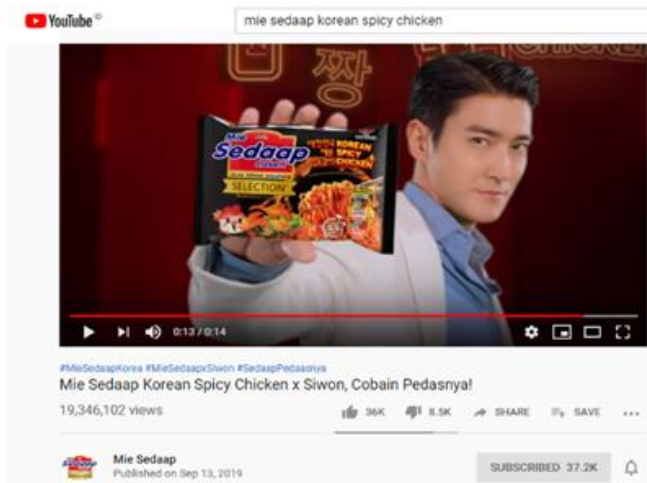 YouTube ID
mie sedaap korean spicy chicken
짱
CHICKEN
Mie
Sedaap
SELECTION
KOREAN
SPICY
CHICKEN
0:13 / 0:14
#MieSedaapKorea #MieSedaapxSiwon #SedaapPedasnya
Mie Sedaap Korean Spicy Chicken x Siwon, Cobain Pedasnya!
19,346,102 views
36K
8.5K
SHARE
SAVE
Mie Sedaap
Published on Sep 13, 2019
SUBSCRIBED 37.2K